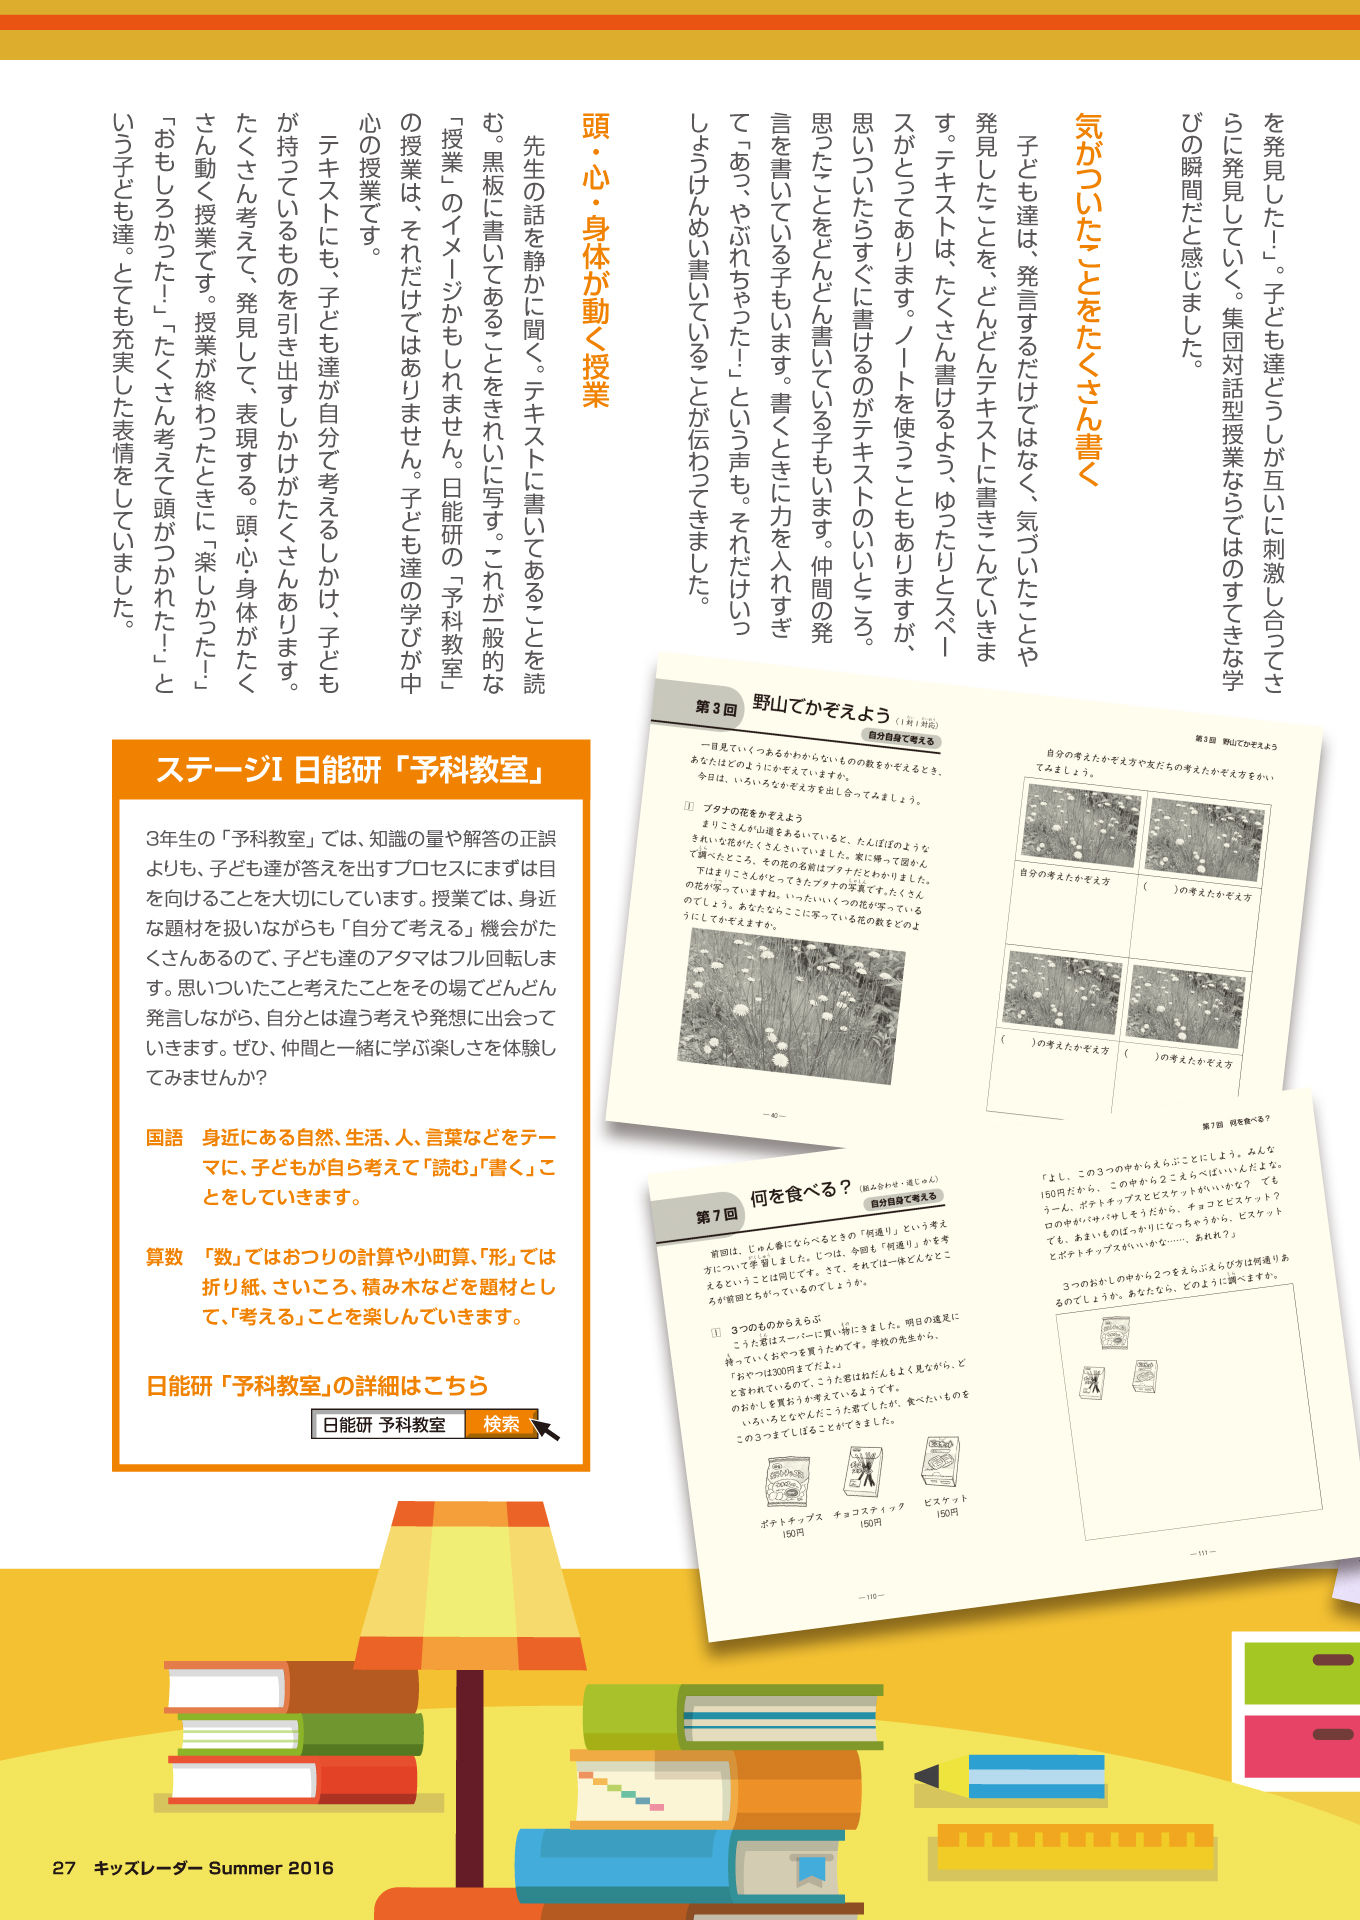 を発見した！」。子ども達どうしが互いに刺激し合ってさ
らに発見していく。集団対話型授業ならではのすてきな学
びの瞬間だと感じました。
気がついたことをたくさん書く
子ども達は、発言するだけではなく、気づいたことや
発見したことを、どんどんテキストに書きこんでいきま
す。テキストは、たくさん書けるよう、ゆったりとスペー
スがとってあります。ノートを使うこともありますが、
思いついたらすぐに書けるのがテキストのいいところ。
思ったことをどんどん書いている子もいます。仲間の発
言を書いている子もいます。書くときに力を入れすぎ
て「あっ、やぶれちゃった！」という声も。それだけいっ
しょうけんめい書いていることが伝わってきました。
頭・心・身体が動く授業
先生の話を静かに聞く。テキストに書いてあることを読
む。黒板に書いてあることをきれいに写す。これが一般的な
「授業」のイメージかもしれません。日能研の「予科教室」
の授業は、それだけではありません。子ども達の学びが中
心の授業です。
テキストにも、子ども達が自分で考えるしかけ、子ども
が持っているものを引き出すしかけがたくさんあります。
たくさん考えて、発見して、表現する。頭・心・身体がたく
さん動く授業です。授業が終わったときに「楽しかった！」
「おもしろかった！」「たくさん考えて頭がつかれた！」と
いう子ども達。とても充実した表情をしていました。
ステージI 日能研「予科教室」
3年生の「予科教室」では、知識の量や解答の正誤
よりも、子ども達が答えを出すプロセスにまずは目
を向けることを大切にしています。授業では、身近
な題材を扱いながらも「自分で考える」機会がた
くさんあるので、子ども達のアタマはフル回転しま
す。思いついたこと考えたことをその場でどんどん
発言しながら、自分とは違う考えや発想に出会って
いきます。ぜひ、仲間と一緒に学ぶ楽しさを体験し
てみませんか？
国語 身近にある自然、生活、人、言葉などをテー
マに、子どもが自ら考えて「読む」「書く」こ
とをしていきます。
算数 「数」ではおつりの計算や小町算、「形」では
折り紙、さいころ、積み木などを題材とし
て、「考える」ことを楽しんでいきます。
日能研「予科教室」の詳細はこちら
日能研 予科教室 検索
第3回 野山でかぞえよう（1対1対応）
自分自身で考える
一目見ていくつあるかわからないものの数をかぞえるとき、
あなたはどのようにかぞえていますか。
今日は、いろいろなかぞえ方を出し合ってみましょう。
1 ブタナの花をかぞえよう
まりこさんが山道をあるいていると、たんぽぽのような
きれいな花がたくさんさいていました。家に帰って図かん
で調べたところ、その花の名前はブタナだとわかりました。
下はまりこさんがとってきたブタナの写真です。たくさん
の花が写っていますね。いったいいくつの花が写っている
のでしょう。あなたならここに写っている花の数をどのよ
うにしてかぞえますか。
—40—
第3回 野山でかぞえよう
自分の考えたかぞえ方や友だちの考えたかぞえ方をかい
てみましょう。
自分の考えたかぞえ方
（　　）の考えたかぞえ方
（　　）の考えたかぞえ方
（　　）の考えたかぞえ方
第7回 何を食べる？（組み合わせ・道じゅん）
自分自身で考える
前回は、じゅん番にならべるときの「何通り」という考え
方について学習しました。じつは、今回も「何通り」かを考
えるということは同じです。さて、それでは一体どんなとこ
ろが前回とちがっているのでしょうか。
1 3つのものからえらぶ
こうた君はスーパーに買い物にきました。明日の遠足に
持っていくおやつを買うためです。学校の先生から、
「おやつは300円までだよ。」
と言われているので、こうた君はねだんもよく見ながら、ど
のおかしを買おうか考えているようです。
いろいろとなやんだこうた君でしたが、食べたいものを
この3つまでしぼることができました。
ポテトチップス
150円
チョコスティック
150円
ビスケット
150円
—110—
第7回 何を食べる？
「よし、この3つの中からえらぶことにしよう。みんな
150円だから、この中から2こえらべばいいんだよな。
うーん、ポテトチップスとビスケットがいいかな？ でも
口の中がパサパサしそうだから、チョコとビスケット？
でも、あまいものばっかりになっちゃうから、ビスケット
とポテトチップスがいいかな……、あれれ？」
3つのおかしの中から2つをえらぶえらび方は何通りあ
るのでしょうか。あなたなら、どのように調べますか。
—111—
27 キッズレーダー Summer 2016